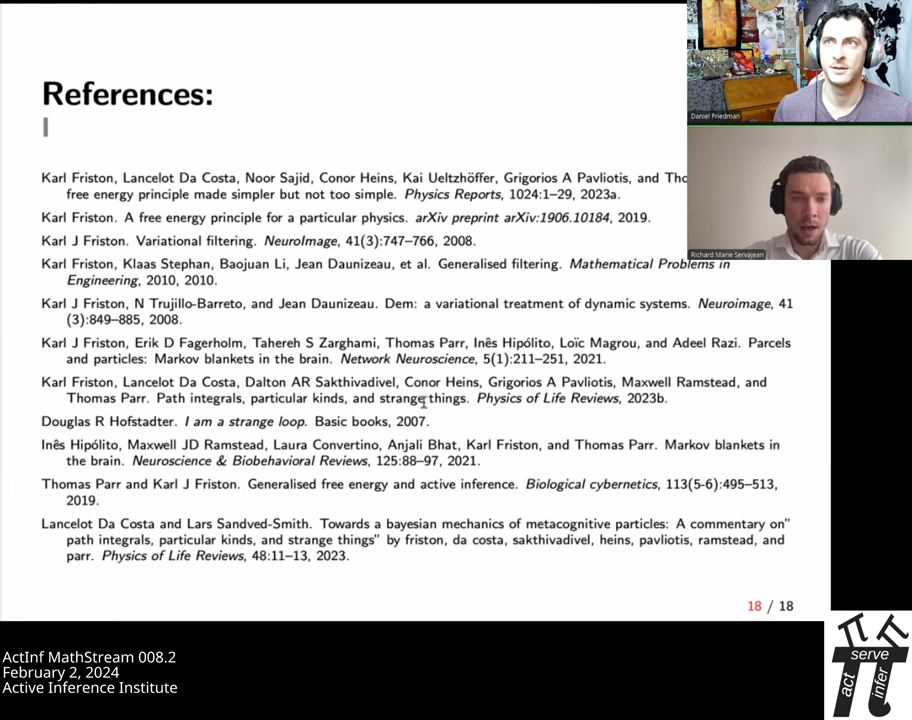 References:
Karl Friston, Lancelot Da Costa, Noor Sajid, Conor Heins, Kai Ueltzhöffer, Grigorios A Pavliotis, and Tho
free energy principle made simpler but not too simple. Physics Reports, 1024:1–29, 2023a.
Karl Friston. A free energy principle for a particular physics. arXiv preprint arXiv:1906.10184, 2019.
Karl J Friston. Variational filtering. NeuroImage, 41(3):747–766, 2008.
Karl Friston, Klaas Stephan, Baojuan Li, Jean Daunizeau, et al. Generalised filtering. Mathematical Problems in
Engineering, 2010, 2010.
Karl J Friston, N Trujillo-Barreto, and Jean Daunizeau. Dem: a variational treatment of dynamic systems. Neuroimage, 41
(3):849–885, 2008.
Karl J Friston, Erik D Fagerholm, Tahereh S Zarghami, Thomas Parr, Inês Hipólito, Loïc Magrou, and Adeel Razi. Parcels
and particles: Markov blankets in the brain. Network Neuroscience, 5(1):211–251, 2021.
Karl Friston, Lancelot Da Costa, Dalton AR Sakthivadivel, Conor Heins, Grigorios A Pavliotis, Maxwell Ramstead, and
Thomas Parr. Path integrals, particular kinds, and strange things. Physics of Life Reviews, 2023b.
Douglas R Hofstadter. I am a strange loop. Basic books, 2007.
Inês Hipólito, Maxwell JD Ramstead, Laura Convertino, Anjali Bhat, Karl Friston, and Thomas Parr. Markov blankets in
the brain. Neuroscience & Biobehavioral Reviews, 125:88–97, 2021.
Thomas Parr and Karl J Friston. Generalised free energy and active inference. Biological cybernetics, 113(5-6):495–513,
2019.
Lancelot Da Costa and Lars Sandved-Smith. Towards a bayesian mechanics of metacognitive particles: A commentary on"
path integrals, particular kinds, and strange things" by friston, da costa, sakthivadivel, heins, pavliotis, ramstead, and
parr. Physics of Life Reviews, 48:11–13, 2023.
18 / 18
Daniel Friedman
Richard Marie Servajean
ActInf MathStream 008.2
February 2, 2024
Active Inference Institute
serve
act
infer